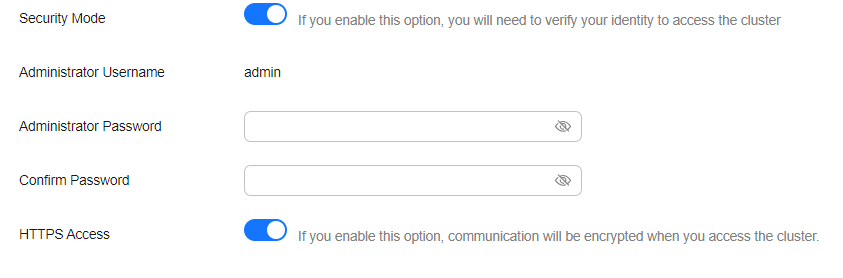 Security Mode If you enable this option, you will need to verify your identity to access the cluster
Administrator Username admin
Administrator Password
Confirm Password
HTTPS Access If you enable this option, communication will be encrypted when you access the cluster.